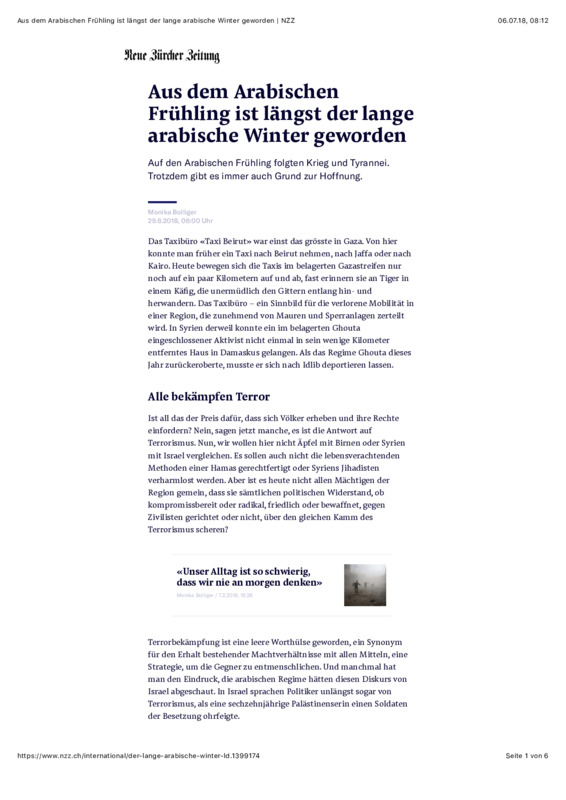 Aus dem Arabischen Frühling ist längst der lange arabische Winter geworden | NZZ
06.07.18, 08:12
Neue Zürcher Zeitung
Aus dem Arabischen
Frühling ist längst der lange
arabische Winter geworden
Auf den Arabischen Frühling folgten Krieg und Tyrannei.
Trotzdem gibt es immer auch Grund zur Hoffnung.
Monika Bolliger
29.6.2018, 08:00 Uhr
Das Taxibüro «Taxi Beirut» war einst das grösste in Gaza. Von hier
konnte man früher ein Taxi nach Beirut nehmen, nach Jaffa oder nach
Kairo. Heute bewegen sich die Taxis im belagerten Gazastreifen nur
noch auf ein paar Kilometern auf und ab, fast erinnern sie an Tiger in
einem Käfig, die unermüdlich den Gittern entlang hin- und
herwandern. Das Taxibüro – ein Sinnbild für die verlorene Mobilität in
einer Region, die zunehmend von Mauren und Sperranlagen zerteilt
wird. In Syrien derweil konnte ein im belagerten Ghouta
eingeschlossener Aktivist nicht einmal in sein wenige Kilometer
entferntes Haus in Damaskus gelangen. Als das Regime Ghouta dieses
Jahr zurückeroberte, musste er sich nach Idlib deportieren lassen.
Alle bekämpfen Terror
Ist all das der Preis dafür, dass sich Völker erheben und ihre Rechte
einfordern? Nein, sagen jetzt manche, es ist die Antwort auf
Terrorismus. Nun, wir wollen hier nicht Äpfel mit Birnen oder Syrien
mit Israel vergleichen. Es sollen auch nicht die lebensverachtenden
Methoden einer Hamas gerechtfertigt oder Syriens Jihadisten
verharmlost werden. Aber ist es heute nicht allen Mächtigen der
Region gemein, dass sie sämtlichen politischen Widerstand, ob
kompromissbereit oder radikal, friedlich oder bewaffnet, gegen
Zivilisten gerichtet oder nicht, über den gleichen Kamm des
Terrorismus scheren?
«Unser Alltag ist so schwierig,
dass wir nie an morgen denken»
Monika Bolliger / 7.2.2018, 10:28
Terrorbekämpfung ist eine leere Worthülse geworden, ein Synonym
für den Erhalt bestehender Machtverhältnisse mit allen Mitteln, eine
Strategie, um die Gegner zu entmenschlichen. Und manchmal hat
man den Eindruck, die arabischen Regime hätten diesen Diskurs von
Israel abgeschaut. In Israel sprachen Politiker unlängst sogar von
Terrorismus, als eine sechzehnjährige Palästinenserin einen Soldaten
der Besetzung ohrfeigte.
https://www.nzz.ch/international/der-lange-arabische-winter-ld.1399174
Seite 1 von 6